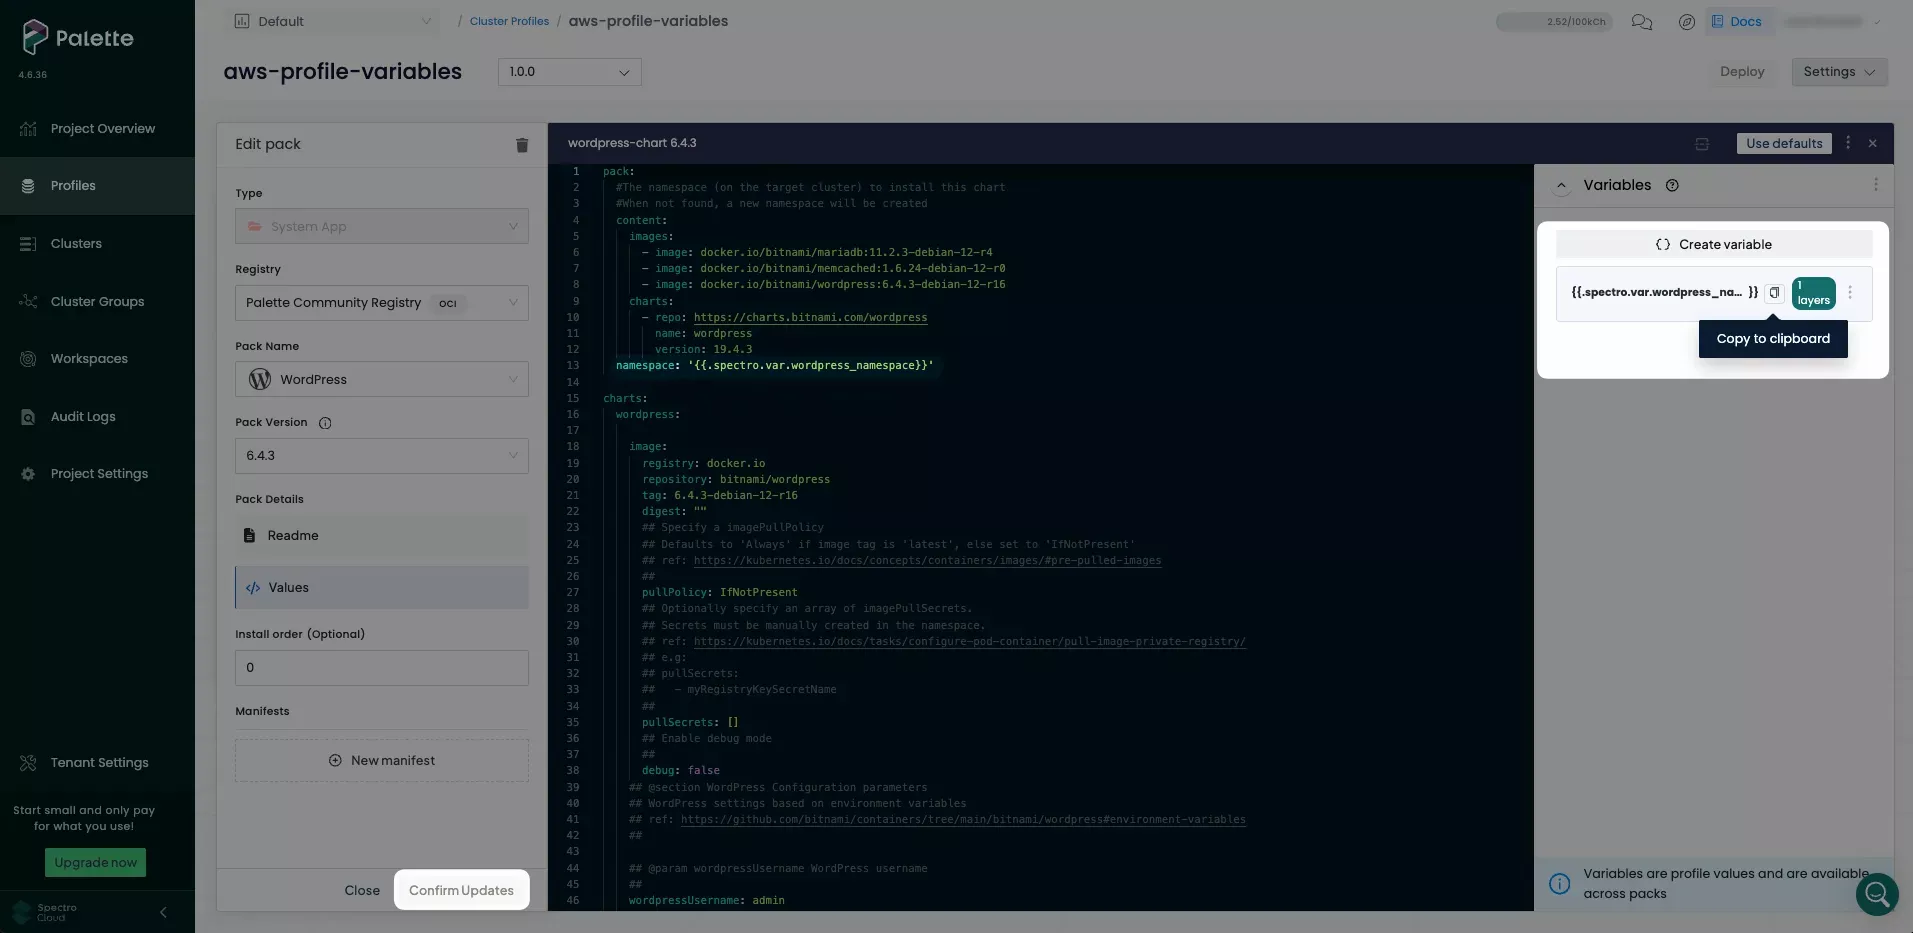 Palette
4.6.36
Project Overview
Profiles
Clusters
Cluster Groups
Workspaces
Audit Logs
Project Settings
Tenant Settings
Start small and only pay
for what you use!
Upgrade now
Spectro
Cloud
Default
/ Cluster Profiles / aws-profile-variables
2.52/100kCh
Docs
aws-profile-variables
1.0.0
Deploy
Settings
Edit pack
Type
System App
Registry
Palette Community Registry OCI
Pack Name
WordPress
Pack Version
6.4.3
Pack Details
Readme
Values
Install order (Optional)
0
Manifests
New manifest
Close
Confirm Updates
wordpress-chart 6.4.3
Use defaults
1 pack:
2 #The namespace (on the target cluster) to install this chart
3 #When not found, a new namespace will be created
4 content:
5 images:
6 - image: docker.io/bitnami/mariadb:11.2.3-debian-12-r4
7 - image: docker.io/bitnami/memcached:1.6.24-debian-12-r0
8 - image: docker.io/bitnami/wordpress:6.4.3-debian-12-r16
9 charts:
10 - repo: https://charts.bitnami.com/wordpress
11 name: wordpress
12 version: 19.4.3
13 namespace: '{{.spectro.var.wordpress_namespace}}'
14
15 charts:
16 wordpress:
17
18 image:
19 registry: docker.io
20 repository: bitnami/wordpress
21 tag: 6.4.3-debian-12-r16
22 digest: ""
23 ## Specify a imagePullPolicy
24 ## Defaults to 'Always' if image tag is 'latest', else set to 'IfNotPresent'
25 ## ref: https://kubernetes.io/docs/concepts/containers/images/#pre-pulled-images
26 ##
27 pullPolicy: IfNotPresent
28 ## Optionally specify an array of imagePullSecrets.
29 ## Secrets must be manually created in the namespace.
30 ## ref: https://kubernetes.io/docs/tasks/configure-pod-container/pull-image-private-registry/
31 ## e.g:
32 ## pullSecrets:
33 ##   - myRegistryKeySecretName
34 ##
35 pullSecrets: []
36 ## Enable debug mode
37 ##
38 debug: false
39 ## @section WordPress Configuration parameters
40 ## WordPress settings based on environment variables
41 ## ref: https://github.com/bitnami/containers/tree/main/bitnami/wordpress#environment-variables
42 ##
43
44 ## @param wordpressUsername WordPress username
45 ##
46 wordpressUsername: admin
Variables
Create variable
{{.spectro.var.wordpress_na... }}
1
layers
Copy to clipboard
Variables are profile values and are available
across packs